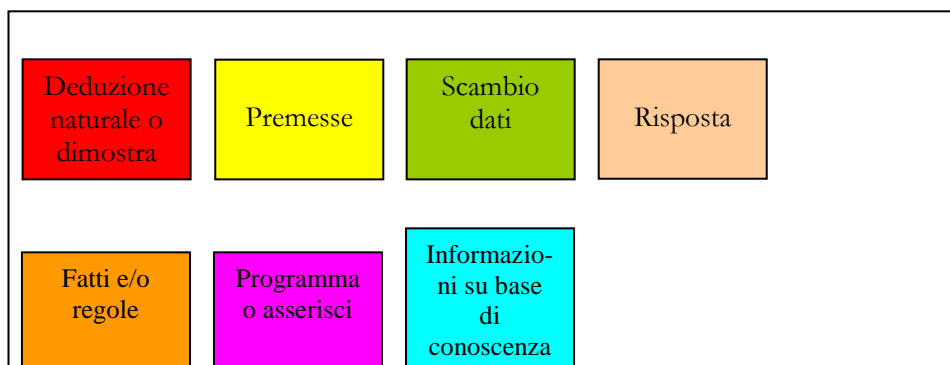 Deduzione
naturale o
dimostra
Premesse
Scambio
dati
Risposta
Fatti e/o
regole
Programma
o asserisci
Informazio-
ni su base
di
conoscenza